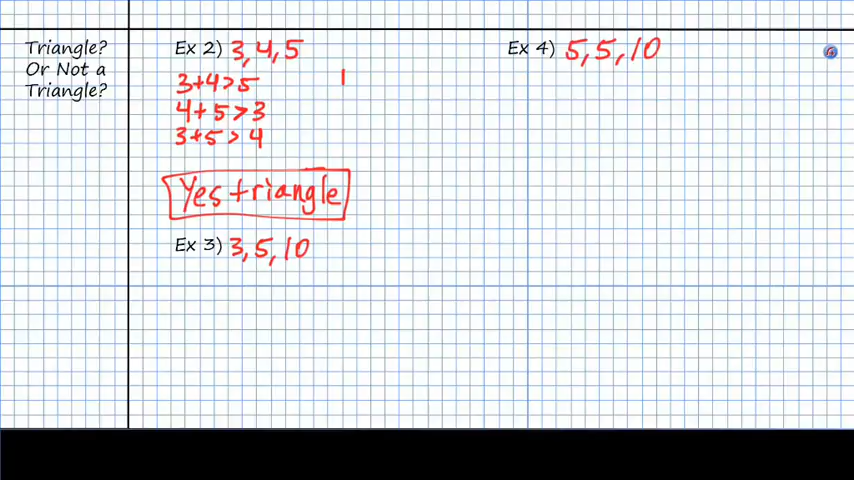 Triangle?
Or Not a
Triangle?
Ex 2) 3, 4, 5
3+4>5
4+5>3
3+5>4
Yes triangle
Ex 3) 3, 5, 10
Ex 4) 5, 5, 10